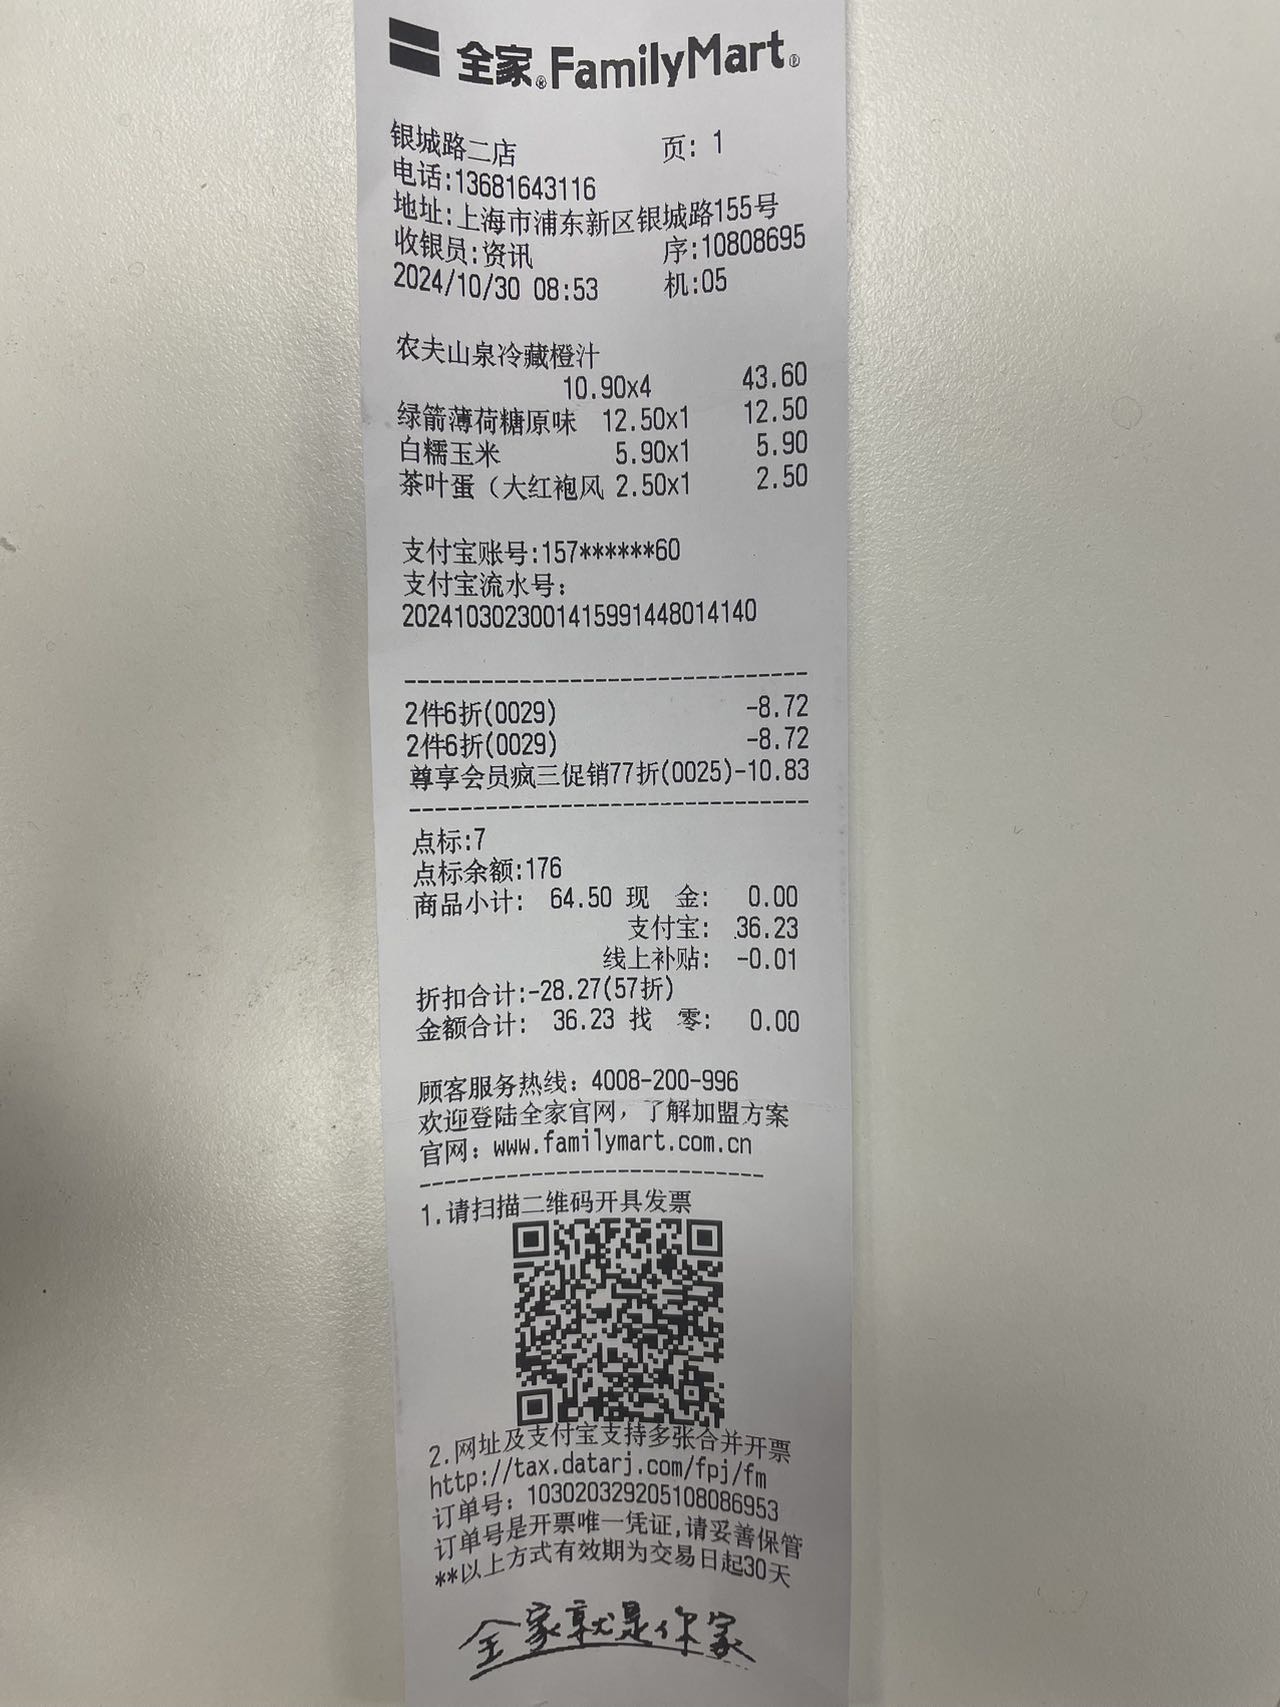 全家®FamilyMart®
银城路二店 页: 1
电话:13681643116
地址:上海市浦东新区银城路155号
收银员:资讯 序:10808695
2024/10/30 08:53 机:05
农夫山泉冷藏橙汁
10.90x4 43.60
绿箭薄荷糖原味 12.50x1 12.50
白糯玉米 5.90x1 5.90
茶叶蛋（大红袍风 2.50x1 2.50
支付宝账号:157******60
支付宝流水号:
2024103023001415991448014140
--------------------------------
2件6折(0029) -8.72
2件6折(0029) -8.72
尊享会员疯三促销77折(0025)-10.83
--------------------------------
点标:7
点标余额:176
商品小计: 64.50 现 金: 0.00
支付宝: 36.23
线上补贴: -0.01
折扣合计:-28.27(57折)
金额合计: 36.23 找 零: 0.00
顾客服务热线: 4008-200-996
欢迎登陆全家官网，了解加盟方案
官网: www.familymart.com.cn
----------------------------
1.请扫描二维码开具发票
2.网址及支付宝支持多张合并开票
http://tax.datarj.com/fpj/fm
订单号: 103020329205108086953
订单号是开票唯一凭证,请妥善保管
**以上方式有效期为交易日起30天
全家就是你家